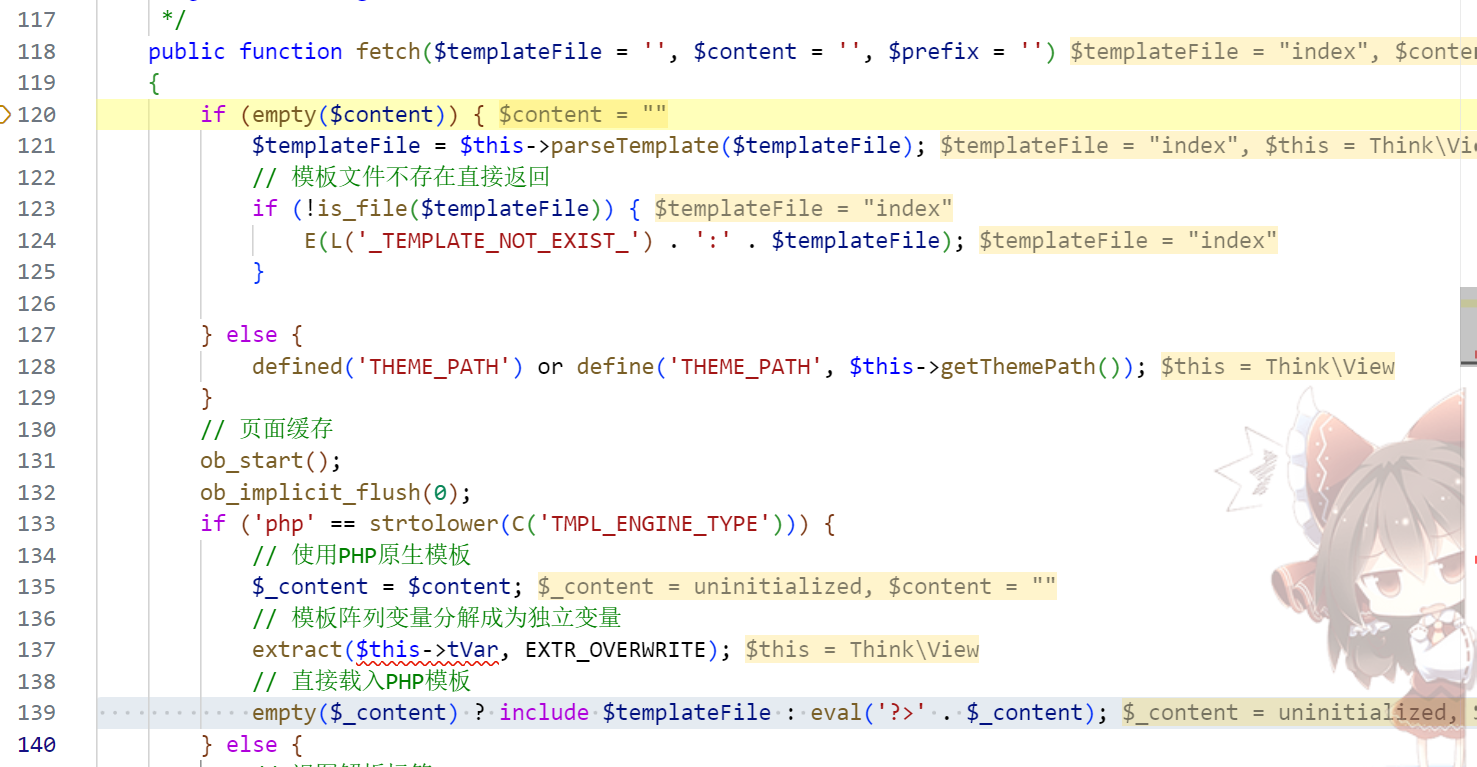 117 */
118 public function fetch($templateFile = '', $content = '', $prefix = '') $templateFile = "index", $conte
119 {
120 if (empty($content)) { $content = ""
121 $templateFile = $this->parseTemplate($templateFile); $templateFile = "index", $this = Think\Vi
122 // 模板文件不存在直接返回
123 if (!is_file($templateFile)) { $templateFile = "index"
124 E(L('_TEMPLATE_NOT_EXIST_') . ':' . $templateFile); $templateFile = "index"
125 }
126
127 } else {
128 defined('THEME_PATH') or define('THEME_PATH', $this->getThemePath()); $this = Think\View
129 }
130 // 页面缓存
131 ob_start();
132 ob_implicit_flush(0);
133 if ('php' == strtolower(C('TMPL_ENGINE_TYPE'))) {
134 // 使用PHP原生模板
135 $_content = $content; $_content = uninitialized, $content = ""
136 // 模板阵列变量分解成为独立变量
137 extract($this->tVar, EXTR_OVERWRITE); $this = Think\View
138 // 直接载入PHP模板
139 empty($_content) ? include $templateFile : eval('?>' . $_content); $_content = uninitialized,
140 } else {